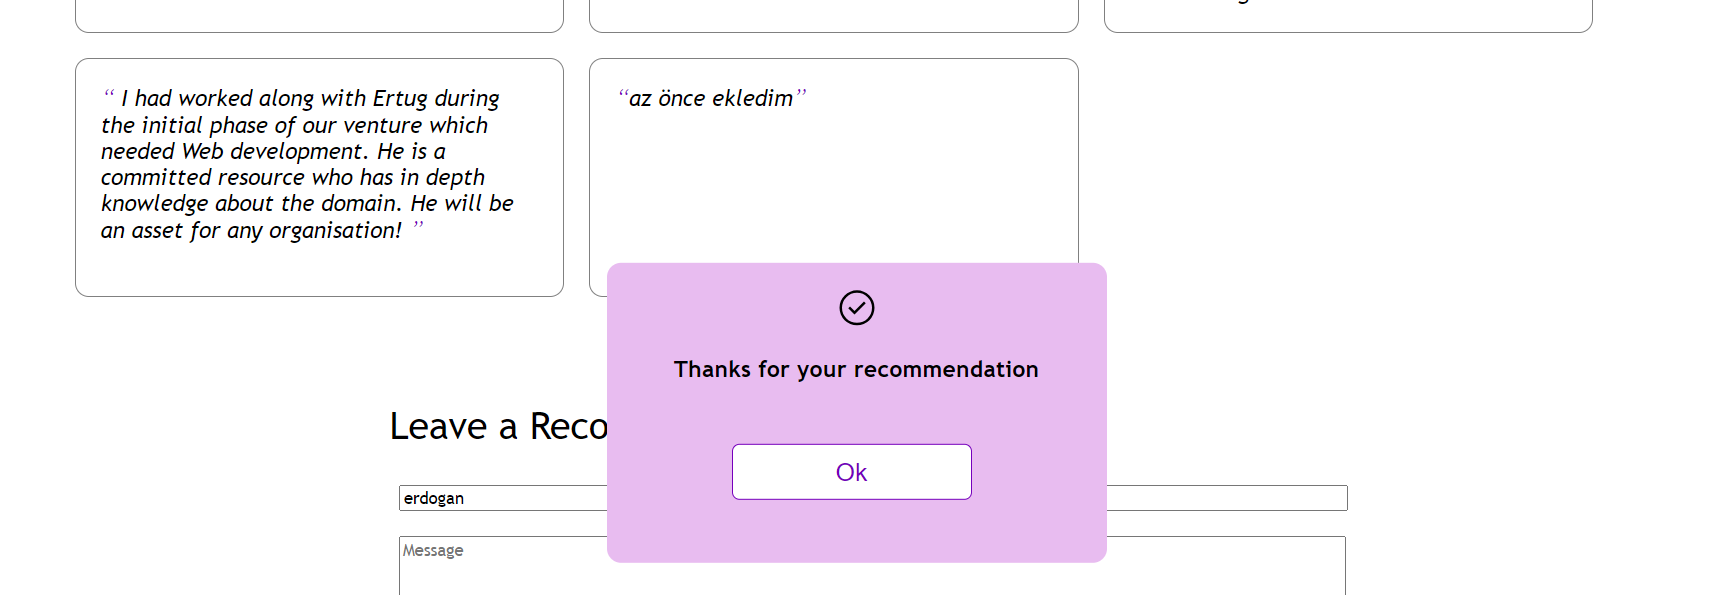 “ I had worked along with Ertug during
the initial phase of our venture which
needed Web development. He is a
committed resource who has in depth
knowledge about the domain. He will be
an asset for any organisation! ”
“az önce ekledim”
Thanks for your recommendation
Ok
Leave a Reco
erdogan
Message